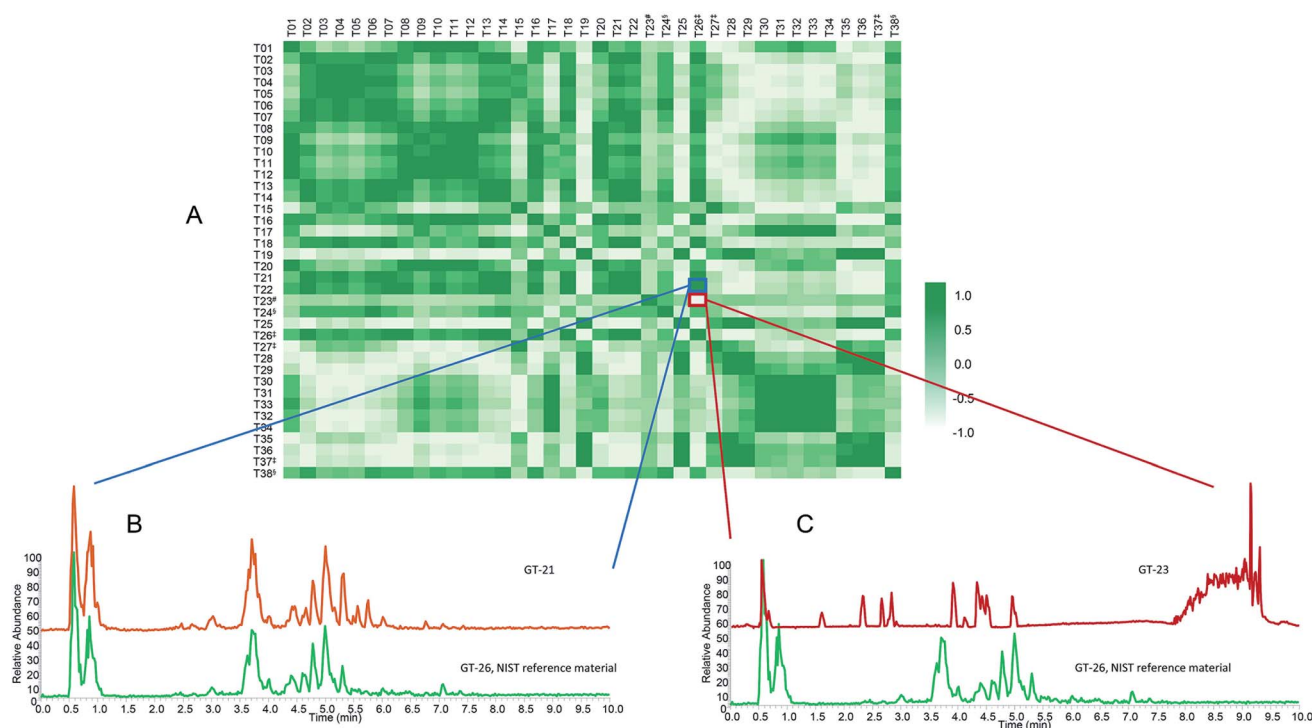 T01 T02 T03 T04 T05 T06 T07 T08 T09 T10 T11 T12 T13 T14 T15 T16 T17 T18 T19 T20 T21 T22 T23# T24§ T25 T26‡ T27‡ T28 T29 T30 T31 T32 T33 T34 T35 T36 T37‡ T38§
T01
T02
T03
T04
T05
T06
T07
T08
T09
T10
T11
T12
T13
T14
T15
T16
T17
T18
T19
T20
T21
T22
T23#
T24§
T25
T26‡
T27‡
T28
T29
T30
T31
T33
T32
T34
T35
T36
T37‡
T38§
A
1.0
0.5
0.0
-0.5
-1.0
B
Relative Abundance
100
90
80
70
60
50
40
30
20
10
0
GT-21
GT-26, NIST reference material
0.0 0.5 1.0 1.5 2.0 2.5 3.0 3.5 4.0 4.5 5.0 5.5 6.0 6.5 7.0 7.5 8.0 8.5 9.0 9.5 10.0
Time (min)
C
Relative Abundance
100
90
80
70
60
50
40
30
20
10
0
GT-23
GT-26, NIST reference material
0.0 0.5 1.0 1.5 2.0 2.5 3.0 3.5 4.0 4.5 5.0 5.5 6.0 6.5 7.0 7.5 8.0 8.5 9.0 9.5 10.0
Time (min)